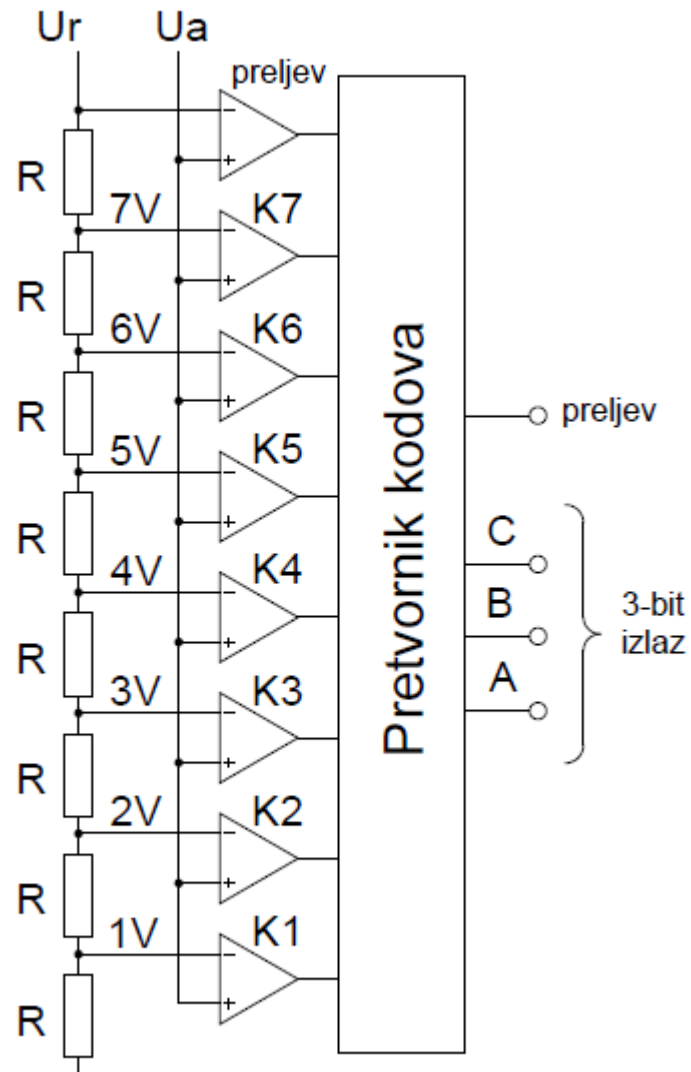 Ur Ua
preljev
R
7V K7
R
6V K6
R
5V K5
R
4V K4
R
3V K3
R
2V K2
R
1V K1
R
Pretvornik kodova
preljev
C
B
A
3-bit
izlaz